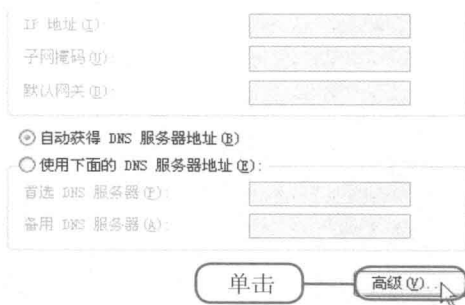 IP 地址(I):
子网掩码(U):
默认网关(D):
自动获得 DNS 服务器地址(B)
使用下面的 DNS 服务器地址(E):
首选 DNS 服务器(P):
备用 DNS 服务器(A):
单击
高级(V)...